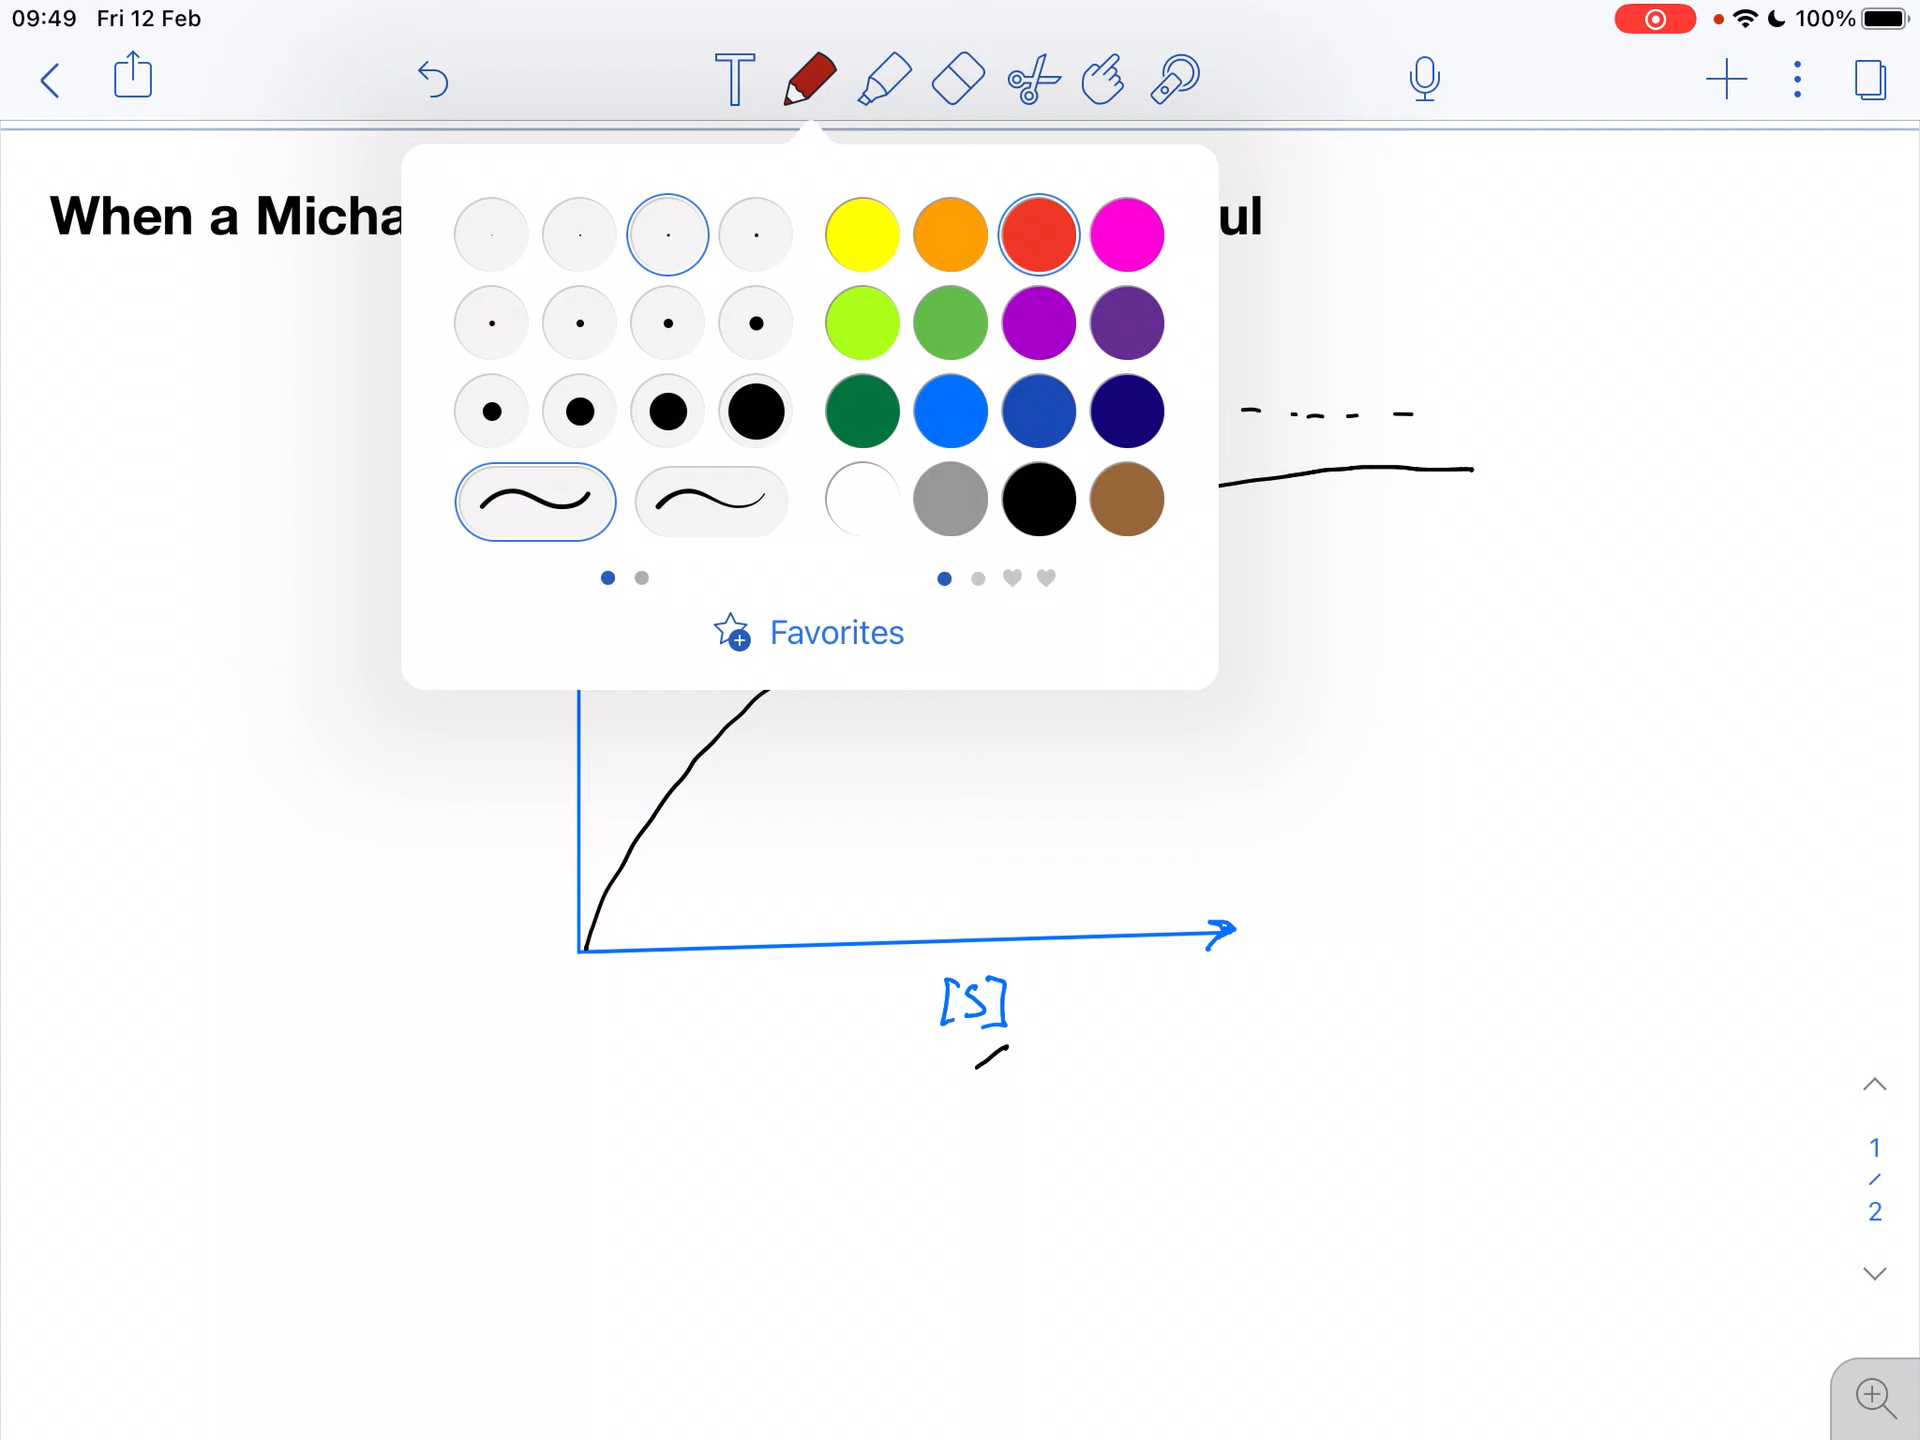 09:49 Fri 12 Feb
100%
T
When a Micha
ul
Favorites
[S]
1
/
2